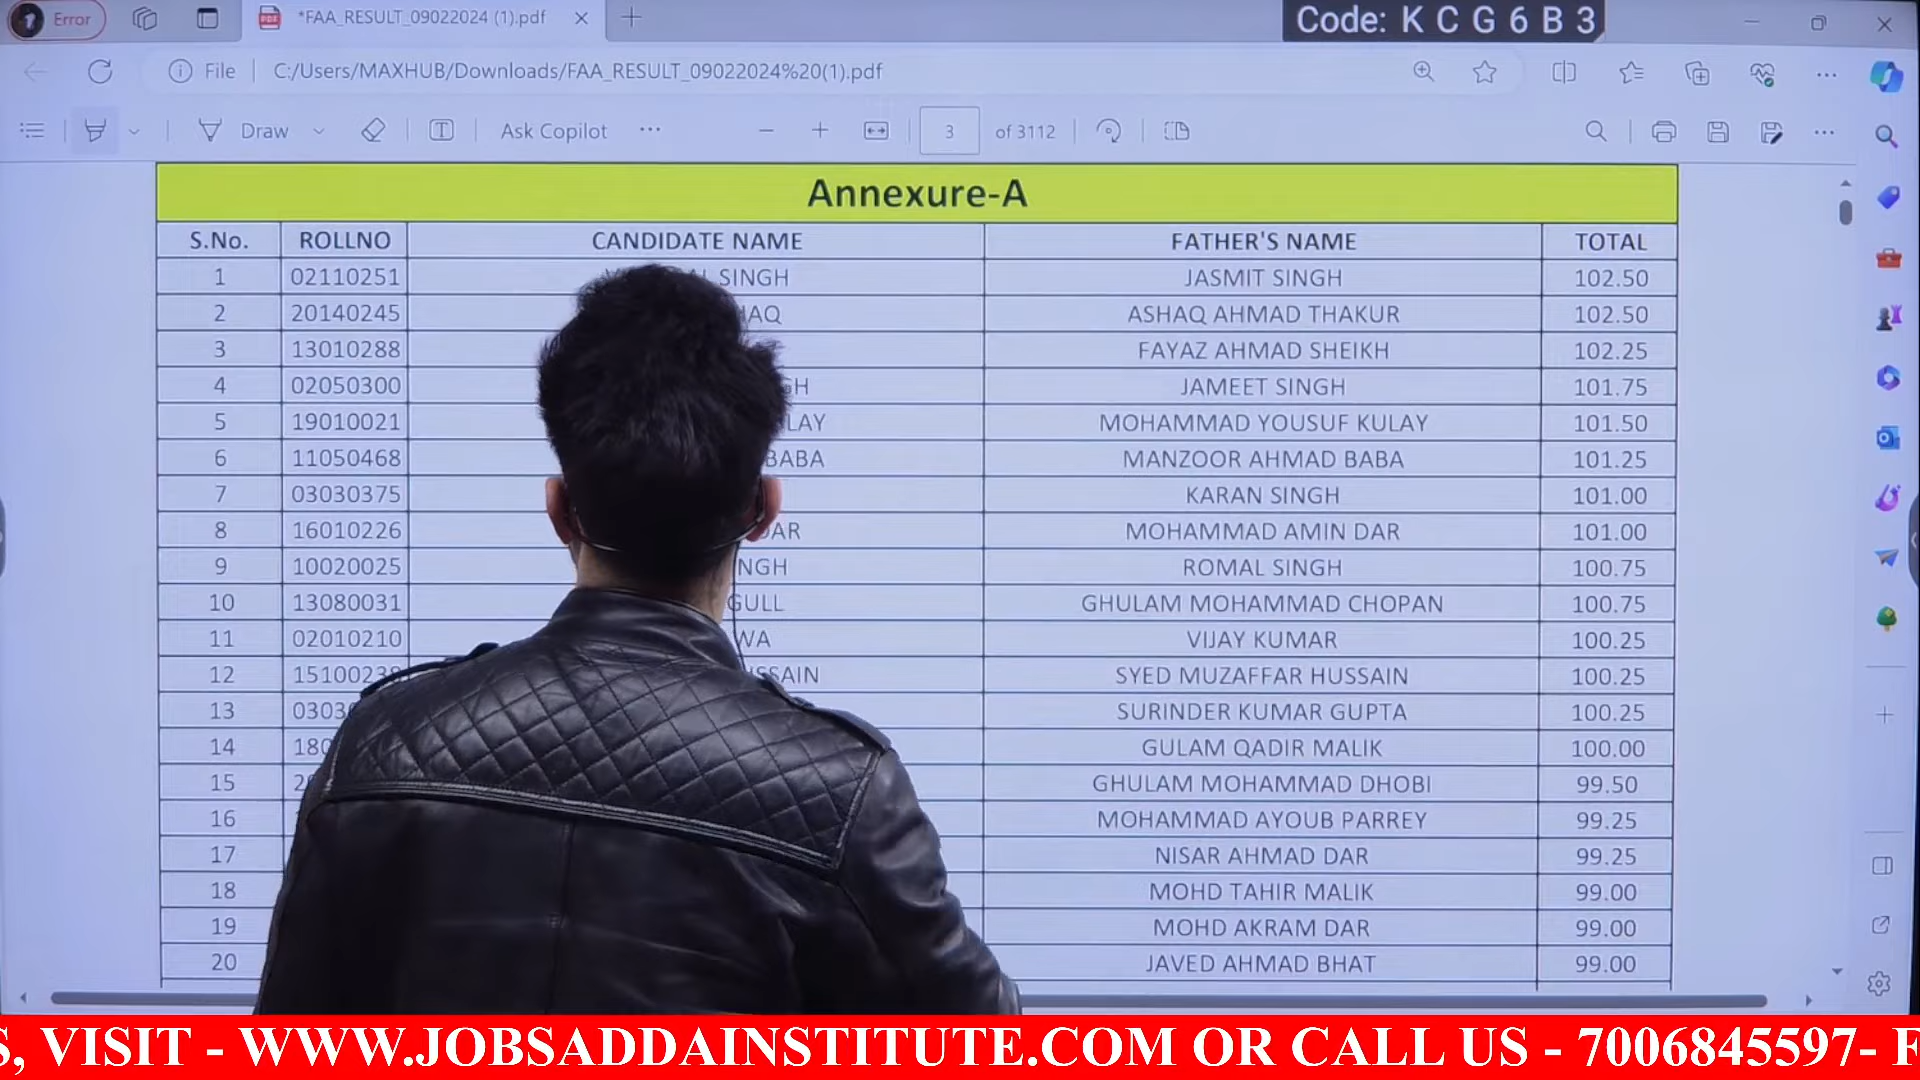 Error
*FAA_RESULT_09022024 (1).pdf
Code: K C G 6 B 3
File
C:/Users/MAXHUB/Downloads/FAA_RESULT_09022024%20(1).pdf
Draw
Ask Copilot
3 of 3112
Annexure-A
S.No. ROLLNO CANDIDATE NAME FATHER'S NAME TOTAL
1 02110251 SINGH JASMIT SINGH 102.50
2 20140245 ASHAQ AHMAD THAKUR 102.50
3 13010288 FAYAZ AHMAD SHEIKH 102.25
4 02050300 JAMEET SINGH 101.75
5 19010021 MOHAMMAD YOUSUF KULAY 101.50
6 11050468 BABA MANZOOR AHMAD BABA 101.25
7 03030375 KARAN SINGH 101.00
8 16010226 MOHAMMAD AMIN DAR 101.00
9 10020025 ROMAL SINGH 100.75
10 13080031 GULL GHULAM MOHAMMAD CHOPAN 100.75
11 02010210 VIJAY KUMAR 100.25
12 SYED MUZAFFAR HUSSAIN 100.25
13 SURINDER KUMAR GUPTA 100.25
14 GULAM QADIR MALIK 100.00
15 GHULAM MOHAMMAD DHOBI 99.50
16 MOHAMMAD AYOUB PARREY 99.25
17 NISAR AHMAD DAR 99.25
18 MOHD TAHIR MALIK 99.00
19 MOHD AKRAM DAR 99.00
20 JAVED AHMAD BHAT 99.00
S, VISIT - WWW.JOBSADDAINSTITUTE.COM OR CALL US - 7006845597- F